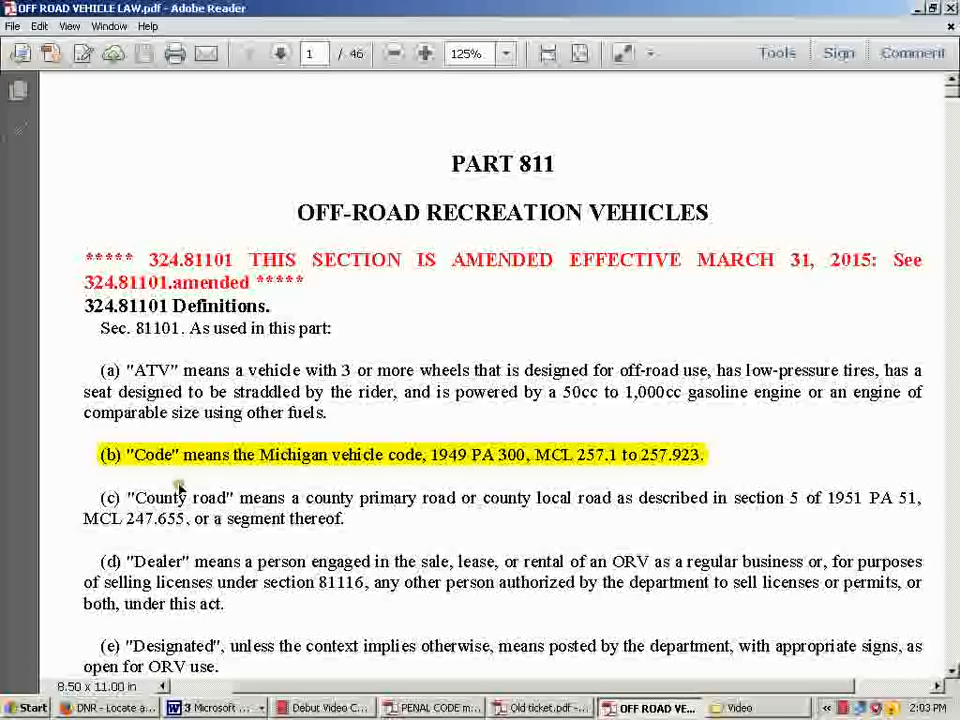 OFF ROAD VEHICLE LAW.pdf - Adobe Reader
File Edit View Window Help
1 / 46 125% Tools Sign Comment
PART 811
OFF-ROAD RECREATION VEHICLES
***** 324.81101 THIS SECTION IS AMENDED EFFECTIVE MARCH 31, 2015: See
324.81101.amended *****
324.81101 Definitions.
Sec. 81101. As used in this part:
(a) "ATV" means a vehicle with 3 or more wheels that is designed for off-road use, has low-pressure tires, has a
seat designed to be straddled by the rider, and is powered by a 50cc to 1,000cc gasoline engine or an engine of
comparable size using other fuels.
(b) "Code" means the Michigan vehicle code, 1949 PA 300, MCL 257.1 to 257.923.
(c) "County road" means a county primary road or county local road as described in section 5 of 1951 PA 51,
MCL 247.655, or a segment thereof.
(d) "Dealer" means a person engaged in the sale, lease, or rental of an ORV as a regular business or, for purposes
of selling licenses under section 81116, any other person authorized by the department to sell licenses or permits, or
both, under this act.
(e) "Designated", unless the context implies otherwise, means posted by the department, with appropriate signs, as
open for ORV use.
8.50 x 11.00 in
Start DNR - Locate a... 3 Microsoft ... Debut Video C... PENAL CODE m... Old ticket.pdf -... OFF ROAD VE... Video « 2:03 PM